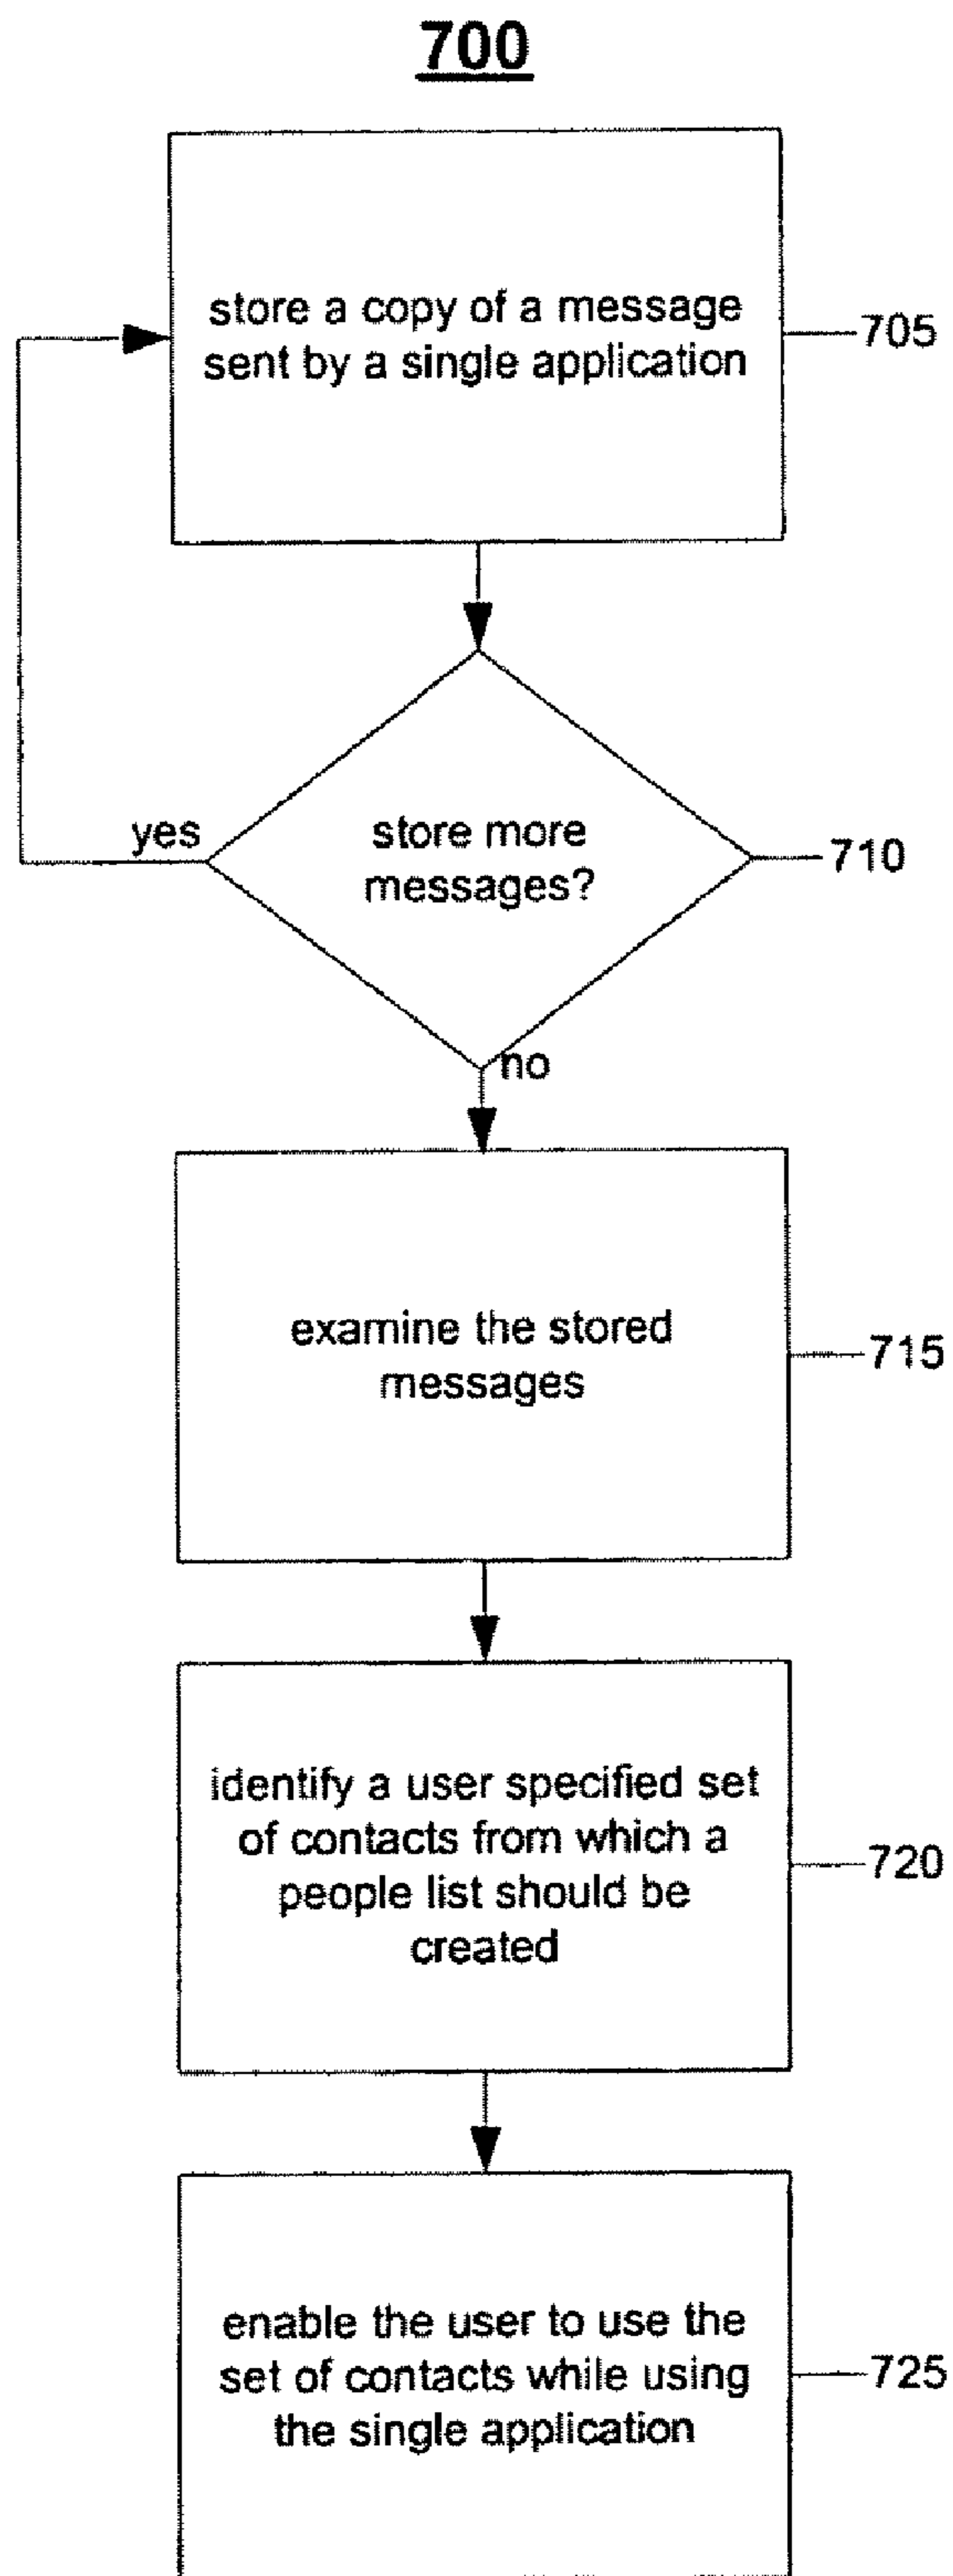 700
store a copy of a message
sent by a single application
705
yes
store more
messages?
710
no
examine the stored
messages
715
identify a user specified set
of contacts from which a
people list should be
created
720
enable the user to use the
set of contacts while using
the single application
725